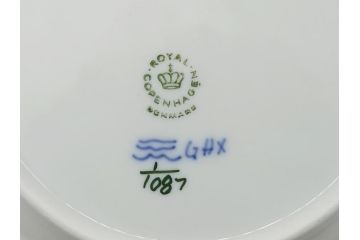 ROYAL
COPENHAGEN
DENMARK
GHX
1
1087